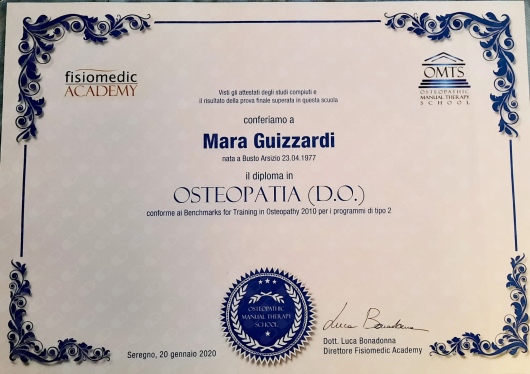 fisiomedic
ACADEMY
OMTS
OSTEOPATHIC
MANUAL THERAPY
SCHOOL
Visti gli attestati degli studi compiuti e
il risultato della prova finale superata in questa scuola
conferiamo a
Mara Guizzardi
nata a Busto Arsizio 23.04.1977
il diploma in
OSTEOPATIA (D.O.)
conforme ai Benchmarks for Training in Osteopathy 2010 per i programmi di tipo 2
OSTEOPATHIC
MANUAL THERAPY
SCHOOL
Luca Bonadonna
Seregno, 20 gennaio 2020
Dott. Luca Bonadonna
Direttore Fisiomedic Academy